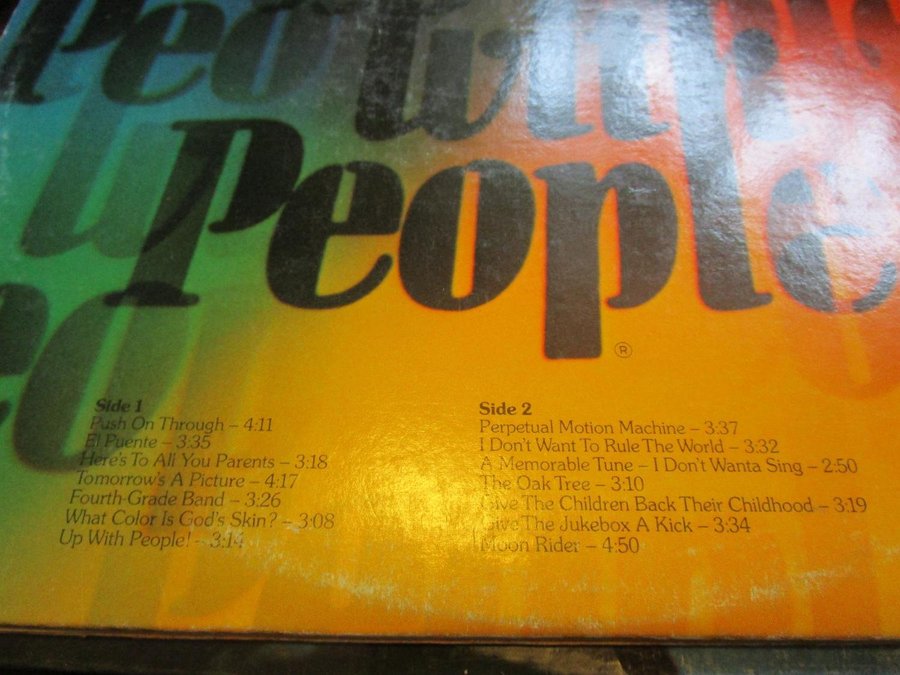 Peo
with
up
People
®
eo
Side 1
Push On Through – 4:11
El Puente – 3:35
Here's To All You Parents – 3:18
Tomorrow's A Picture – 4:17
Fourth-Grade Band – 3:26
What Color Is God's Skin? – 3:08
Up With People! – 3:14
Side 2
Perpetual Motion Machine – 3:37
I Don't Want To Rule The World – 3:32
A Memorable Tune – I Don't Wanta Sing – 2:50
The Oak Tree – 3:10
Give The Children Back Their Childhood – 3:19
Give The Jukebox A Kick – 3:34
Moon Rider – 4:50